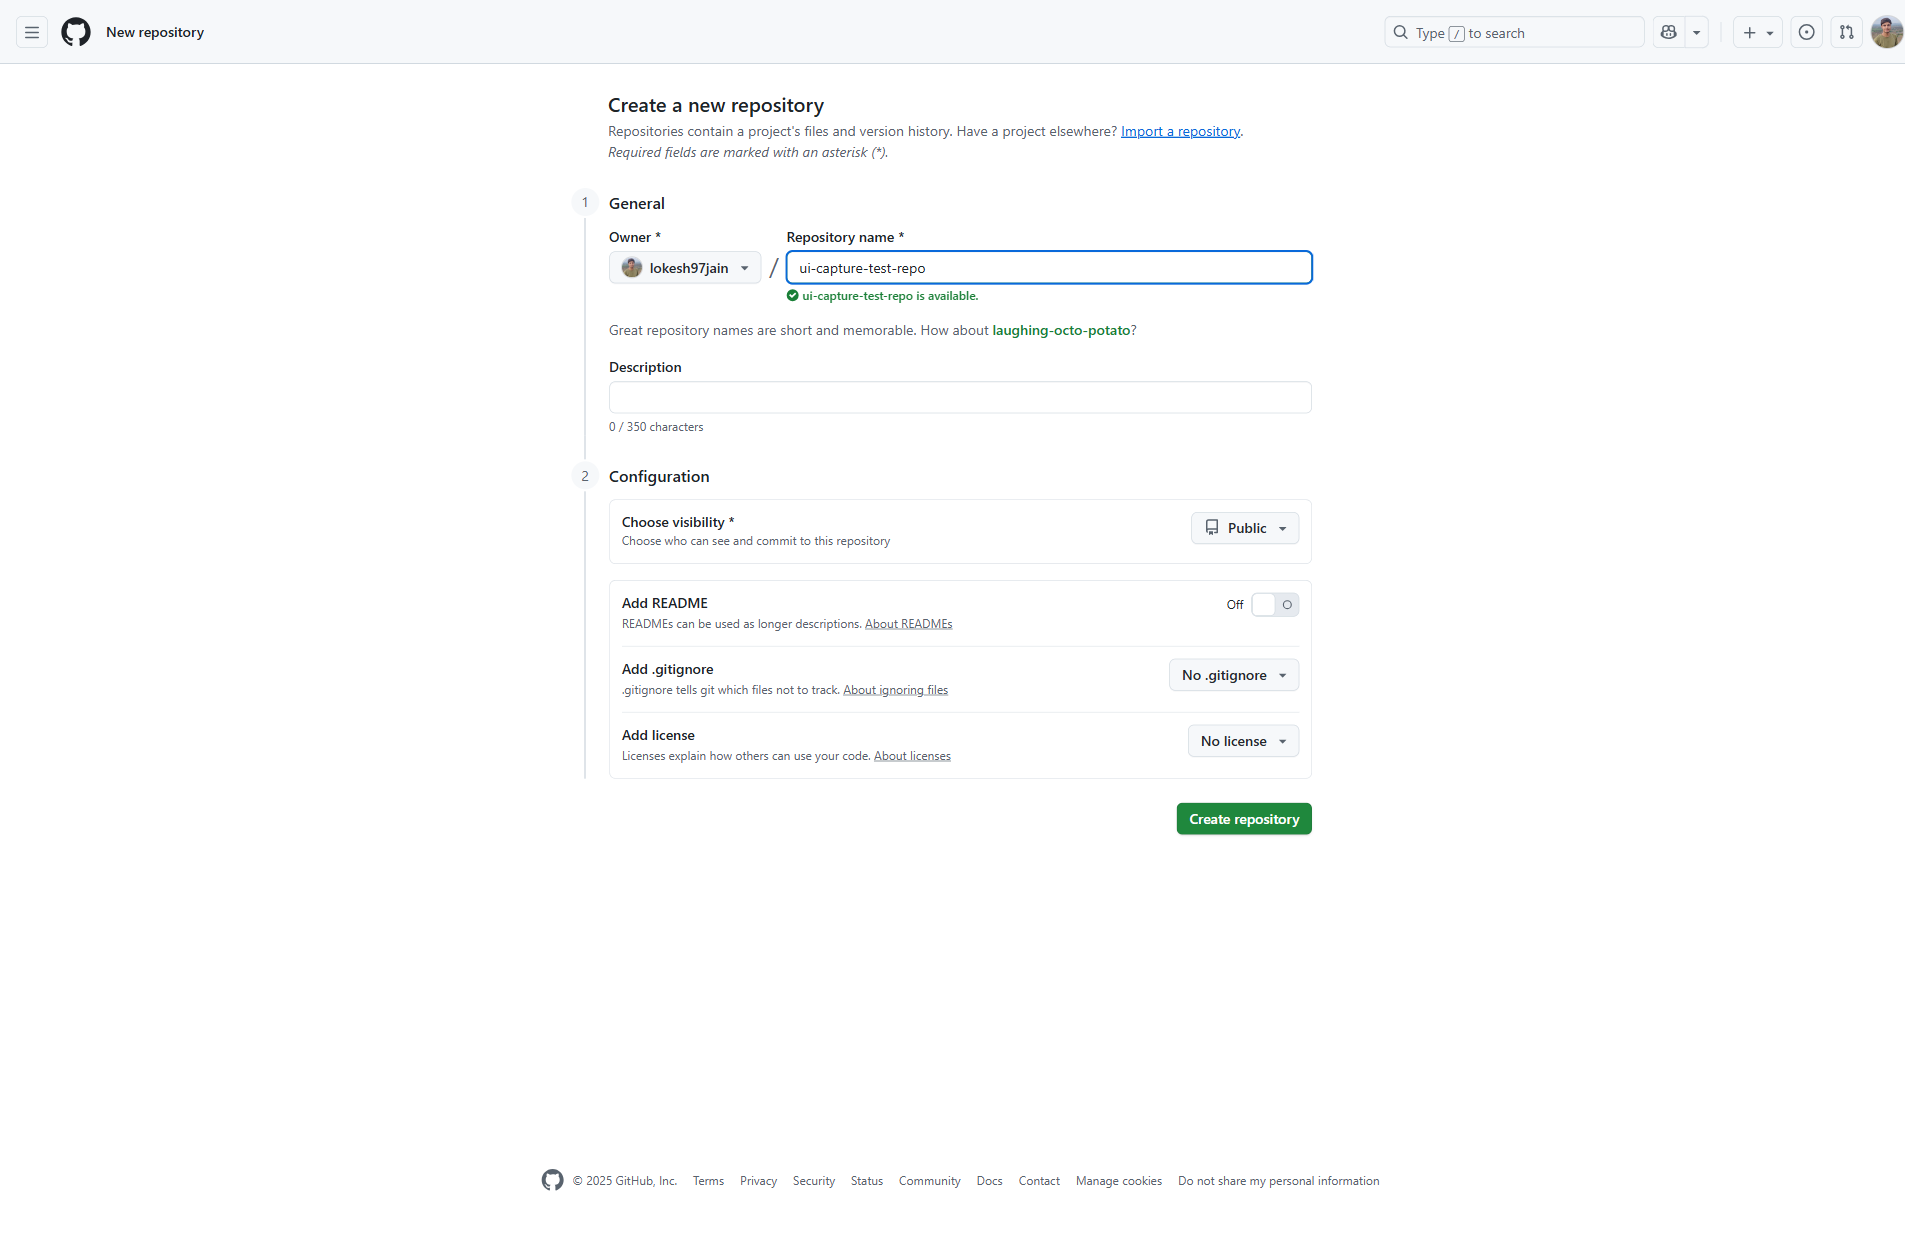 New repository
Type / to search
Create a new repository
Repositories contain a project's files and version history. Have a project elsewhere? Import a repository.
Required fields are marked with an asterisk (*).
1 General
Owner * Repository name *
lokesh97jain / ui-capture-test-repo
ui-capture-test-repo is available.
Great repository names are short and memorable. How about laughing-octo-potato?
Description
0 / 350 characters
2 Configuration
Choose visibility *
Choose who can see and commit to this repository
Public
Add README
READMEs can be used as longer descriptions. About READMEs
Off
Add .gitignore
.gitignore tells git which files not to track. About ignoring files
No .gitignore
Add license
Licenses explain how others can use your code. About licenses
No license
Create repository
© 2025 GitHub, Inc. Terms Privacy Security Status Community Docs Contact Manage cookies Do not share my personal information